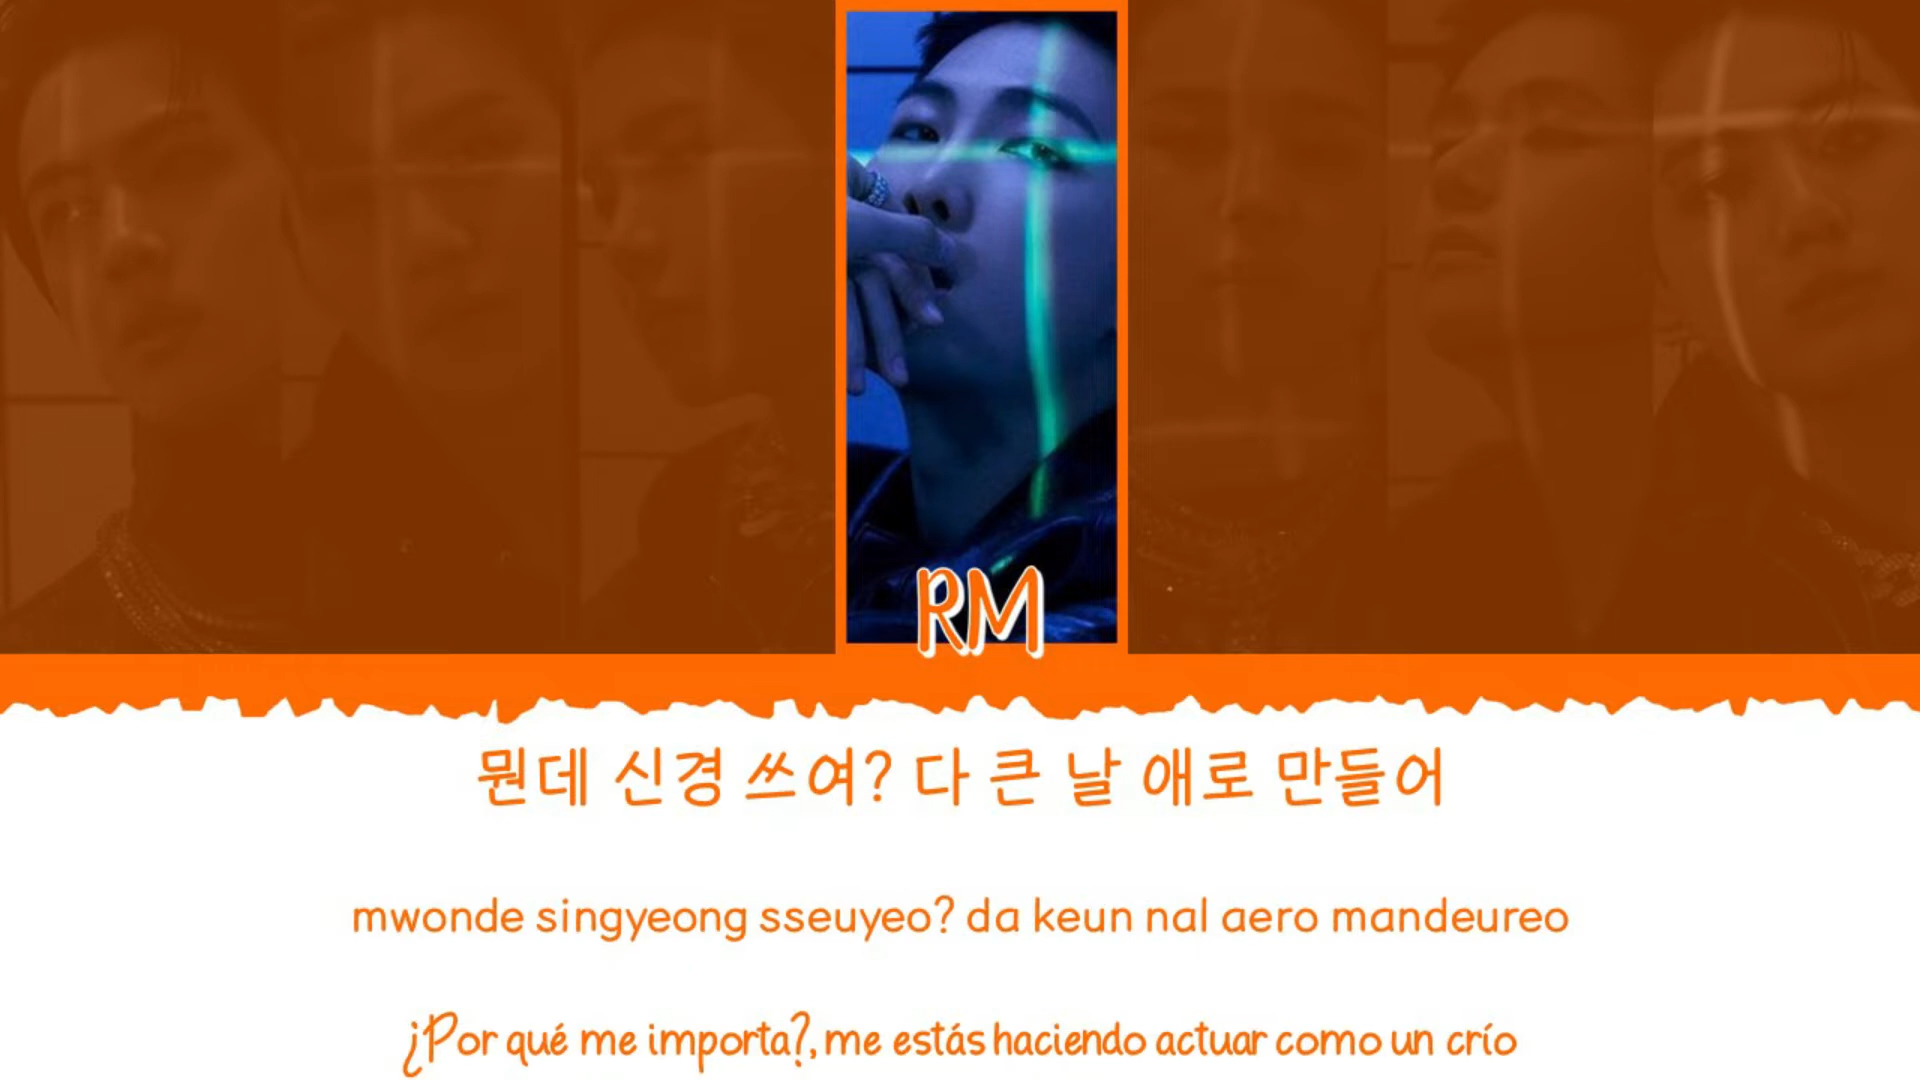 RM
뭔데 신경 쓰여? 다 큰 날 애로 만들어
mwonde singyeong sseuyeo? da keun nal aero mandeureo
¿Por qué me importa?, me estás haciendo actuar como un crío